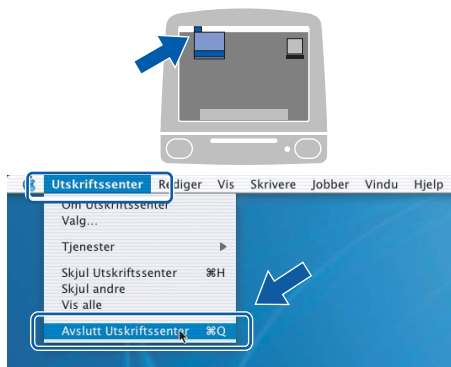 Utskriftssenter Rediger Vis Skrivere Jobber Vindu Hjelp
Om Utskriftssenter
Valg...
Tjenester
Skjul Utskriftssenter ⌘H
Skjul andre
Vis alle
Avslutt Utskriftssenter ⌘Q